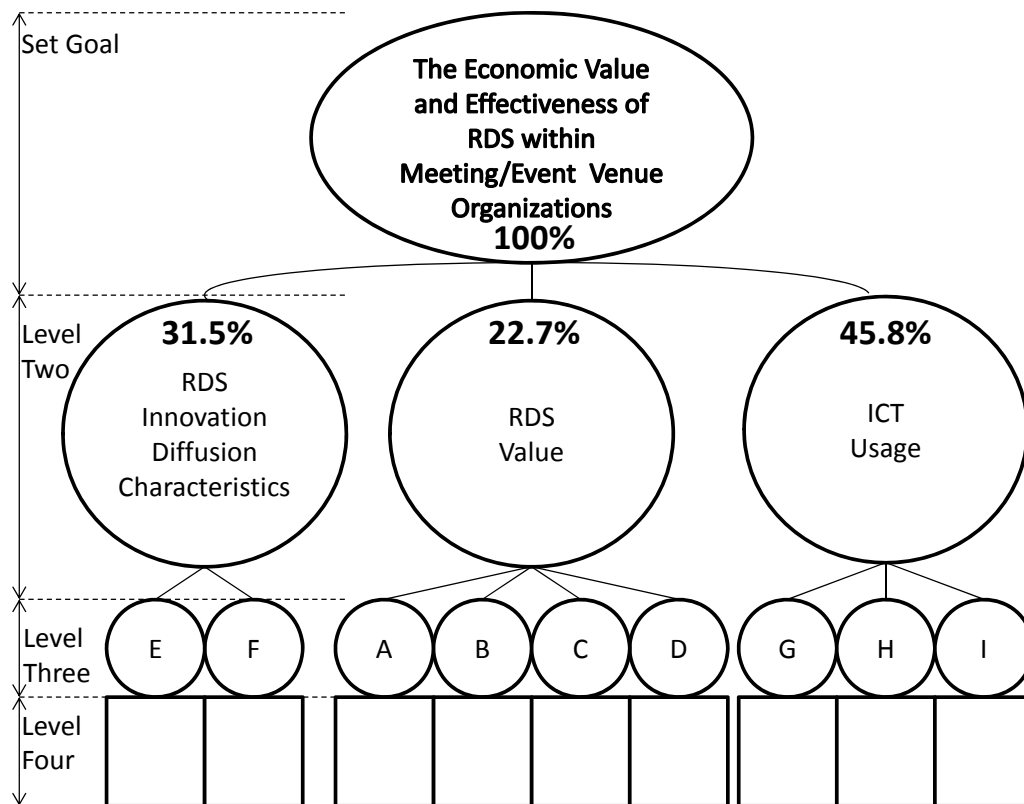 Set Goal
The Economic Value
and Effectiveness of
RDS within
Meeting/Event Venue
Organizations
100%
Level
Two
31.5%
RDS
Innovation
Diffusion
Characteristics
22.7%
RDS
Value
45.8%
ICT
Usage
Level
Three
E
F
A
B
C
D
G
H
I
Level
Four